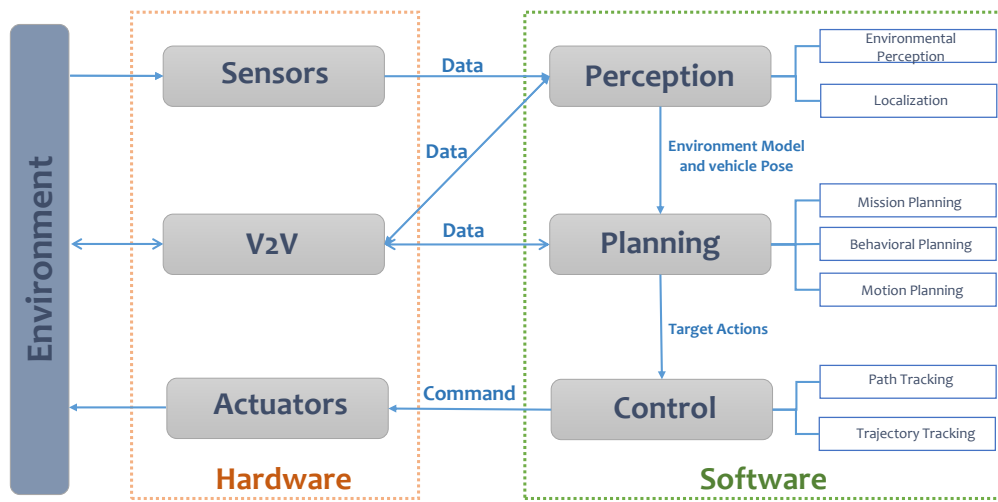 Environment
Sensors
Data
Perception
Environmental
Perception
Localization
Data
Environment Model
and vehicle Pose
V2V
Data
Planning
Mission Planning
Behavioral Planning
Motion Planning
Target Actions
Actuators
Command
Control
Path Tracking
Trajectory Tracking
Hardware
Software